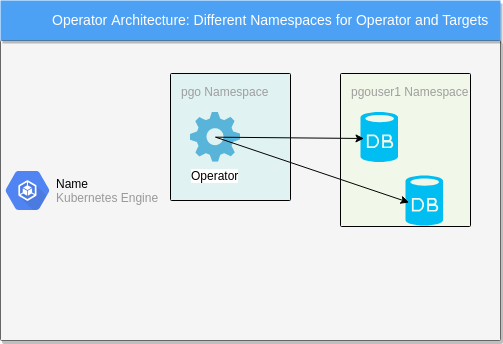 Operator Architecture: Different Namespaces for Operator and Targets
pgo Namespace
pgouser1 Namespace
DB
Operator
Name
Kubernetes Engine
DB